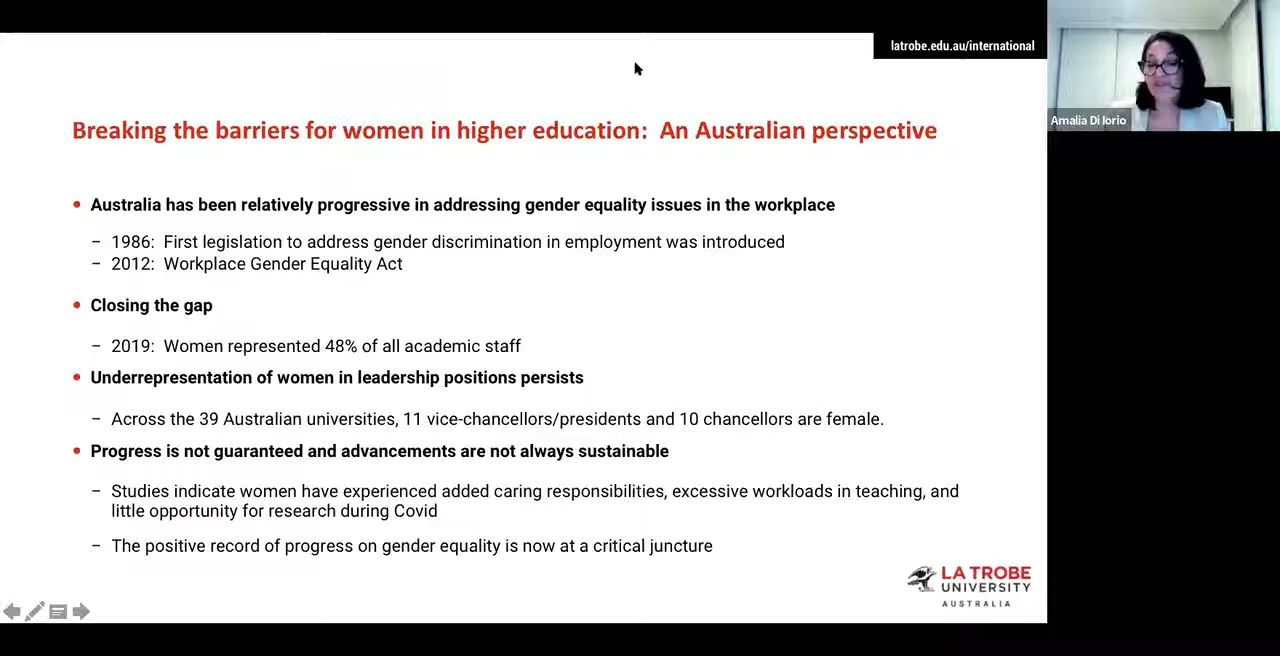 latrobe.edu.au/international
Amalia Di Iorio
Breaking the barriers for women in higher education:  An Australian perspective
• Australia has been relatively progressive in addressing gender equality issues in the workplace
– 1986:  First legislation to address gender discrimination in employment was introduced
– 2012:  Workplace Gender Equality Act
• Closing the gap
– 2019:  Women represented 48% of all academic staff
• Underrepresentation of women in leadership positions persists
– Across the 39 Australian universities, 11 vice-chancellors/presidents and 10 chancellors are female.
• Progress is not guaranteed and advancements are not always sustainable
– Studies indicate women have experienced added caring responsibilities, excessive workloads in teaching, and
little opportunity for research during Covid
– The positive record of progress on gender equality is now at a critical juncture
LA TROBE
UNIVERSITY
AUSTRALIA